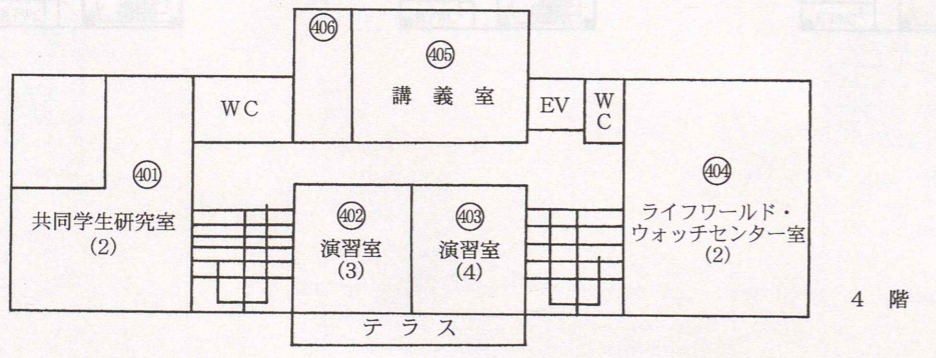 406
405
講義室
WC
EV
WC
401
共同学生研究室
(2)
402
演習室
(3)
403
演習室
(4)
404
ライフワールド・
ウォッチセンター室
(2)
テラス
4 階